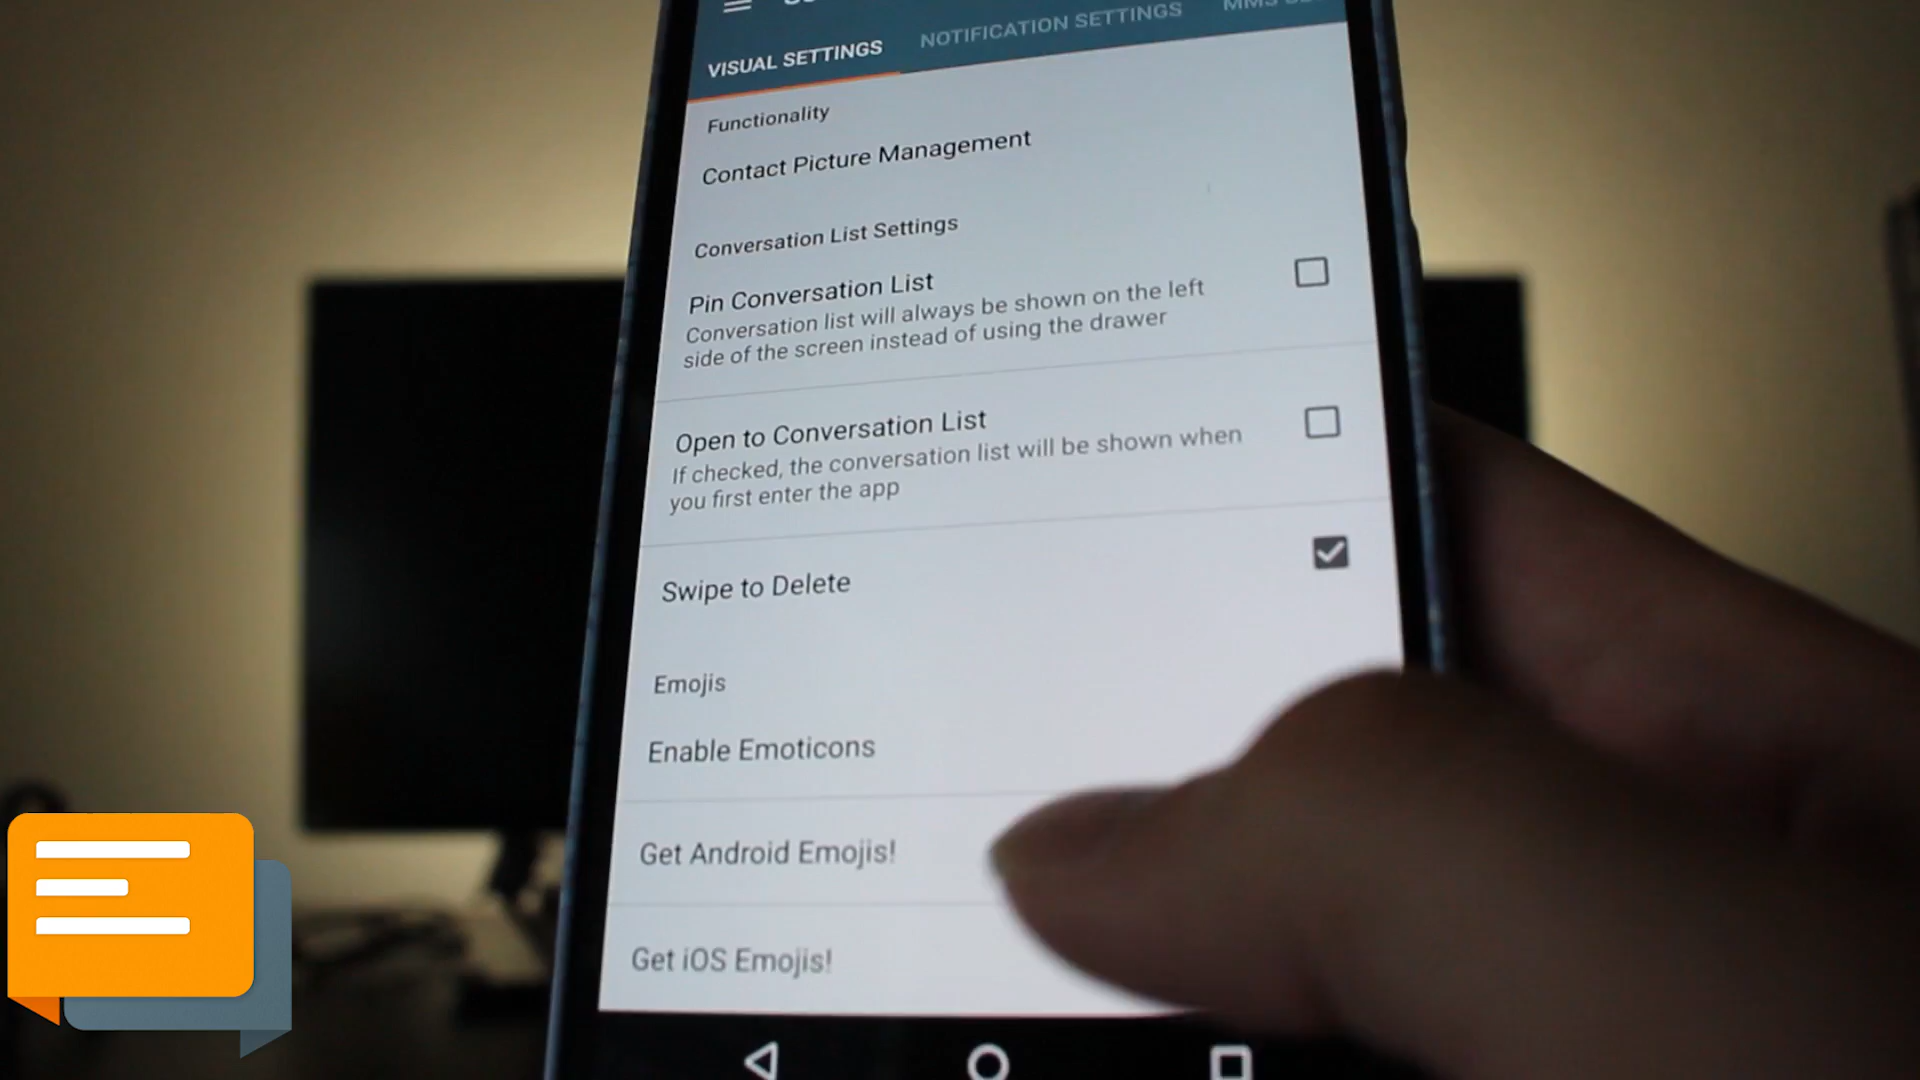 VISUAL SETTINGS
NOTIFICATION SETTINGS
Functionality
Contact Picture Management
Conversation List Settings
Pin Conversation List
Conversation list will always be shown on the left
side of the screen instead of using the drawer
Open to Conversation List
If checked, the conversation list will be shown when
you first enter the app
Swipe to Delete
Emojis
Enable Emoticons
Get Android Emojis!
Get iOS Emojis!